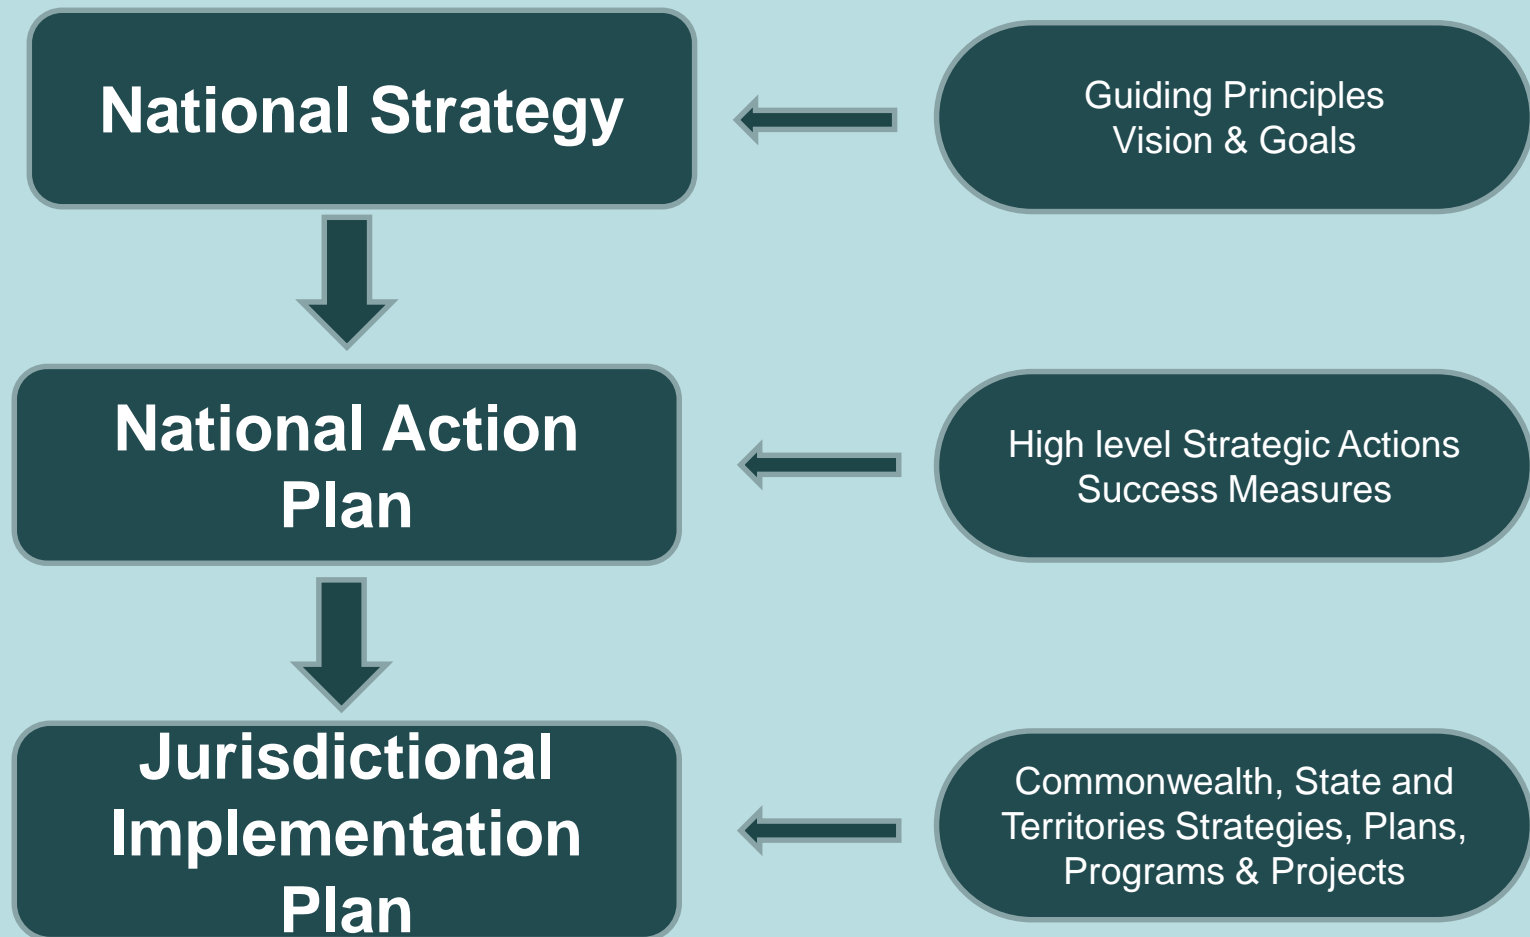 National Strategy
Guiding Principles
Vision & Goals
National Action
Plan
High level Strategic Actions
Success Measures
Jurisdictional
Implementation
Plan
Commonwealth, State and
Territories Strategies, Plans,
Programs & Projects